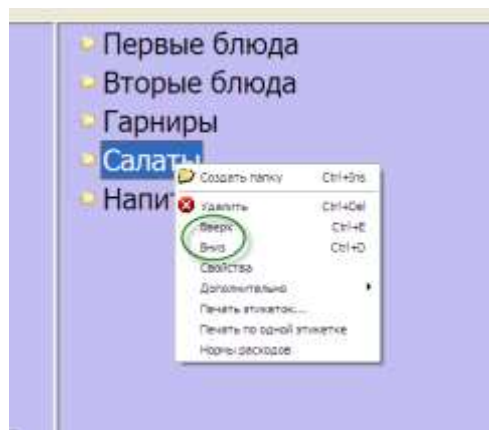 Первые блюда
Вторые блюда
Гарниры
Салаты
Напит
Создать папку Ctrl+Ins
Удалить Ctrl+Del
Вверх Ctrl+E
Вниз Ctrl+D
Свойства
Дополнительно
Печать этикеток...
Печать по одной этикетке
Нормы расходов